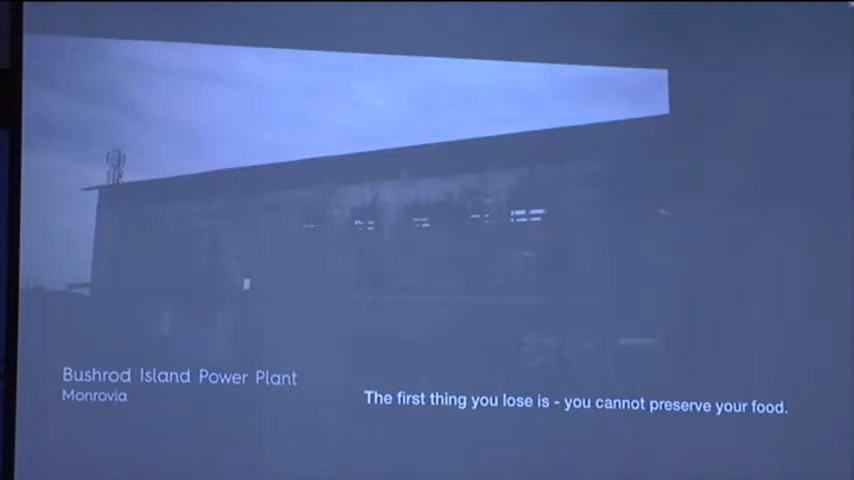 Bushrod Island Power Plant
Monrovia
The first thing you lose is - you cannot preserve your food.